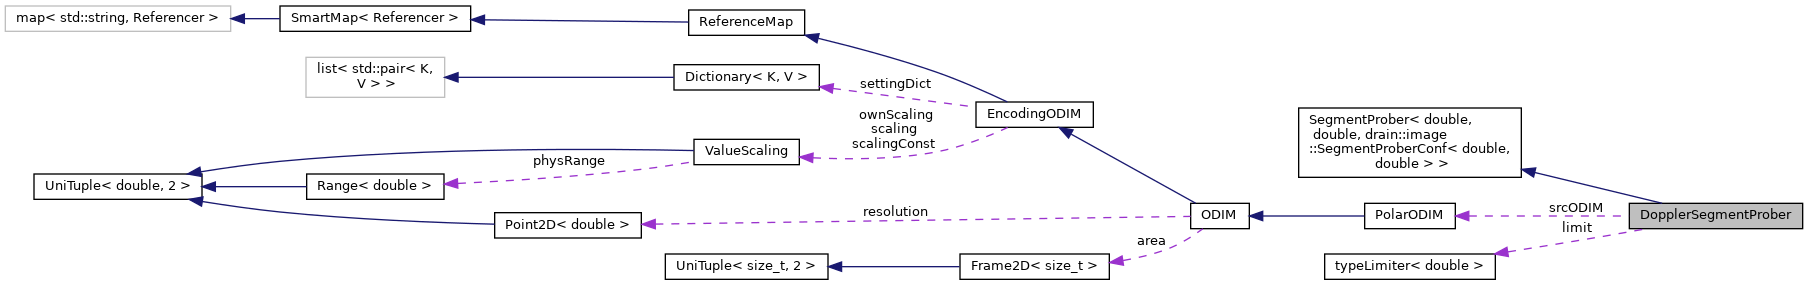 map< std::string, Referencer >
SmartMap< Referencer >
ReferenceMap
list< std::pair< K,
V > >
Dictionary< K, V >
settingDict
EncodingODIM
ownScaling
scaling
scalingConst
ValueScaling
physRange
UniTuple< double, 2 >
Range< double >
Point2D< double >
resolution
ODIM
area
UniTuple< size_t, 2 >
Frame2D< size_t >
PolarODIM
SegmentProber< double,
double, drain::image
::SegmentProberConf< double,
double > >
srcODIM
limit
typeLimiter< double >
DopplerSegmentProber